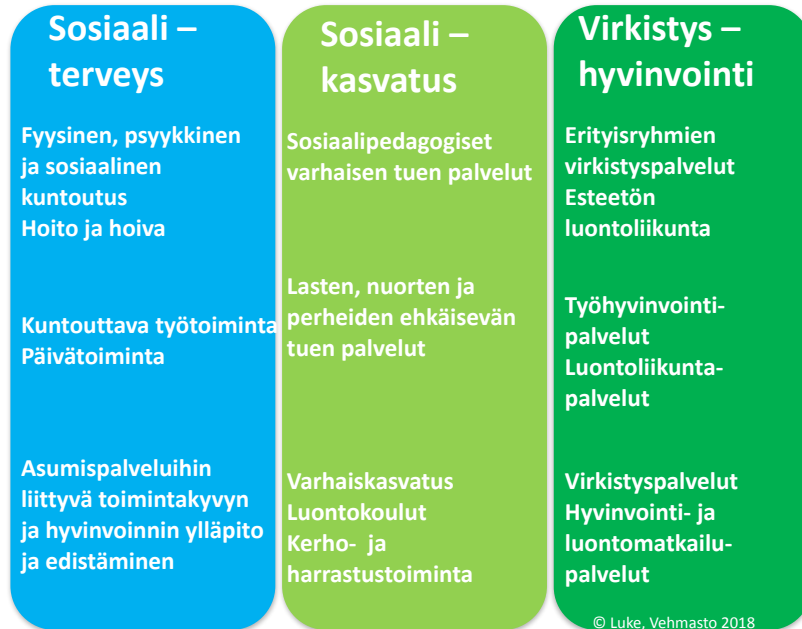 Sosiaali –
terveys
Fyysinen, psyykkinen
ja sosiaalinen
kuntoutus
Hoito ja hoiva
Kuntouttava työtoiminta
Päivätoiminta
Asumispalveluihin
liittyvä toimintakyvyn
ja hyvinvoinnin ylläpito
ja edistäminen
Sosiaali –
kasvatus
Sosiaalipedagogiset
varhaisen tuen palvelut
Lasten, nuorten ja
perheiden ehkäisevän
tuen palvelut
Varhaiskasvatus
Luontokoulut
Kerho- ja
harrastustoiminta
Virkistys –
hyvinvointi
Erityisryhmien
virkistyspalvelut
Esteetön
luontoliikunta
Työhyvinvointi-
palvelut
Luontoliikunta-
palvelut
Virkistyspalvelut
Hyvinvointi- ja
luontomatkailu-
palvelut
© Luke, Vehmasto 2018